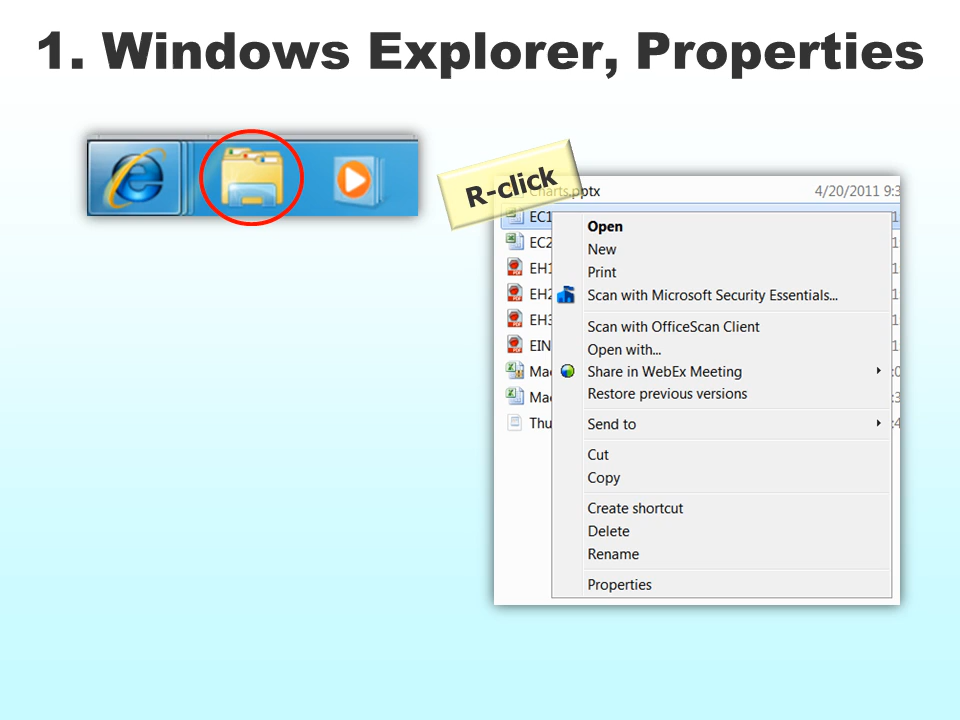 1. Windows Explorer, Properties
R-click
Charts.pptx 4/20/2011 9:3
EC1
EC2
EH1
EH2
EH3
EIN
Mac
Mac
Thu
Open
New
Print
Scan with Microsoft Security Essentials...
Scan with OfficeScan Client
Open with...
Share in WebEx Meeting
Restore previous versions
Send to
Cut
Copy
Create shortcut
Delete
Rename
Properties